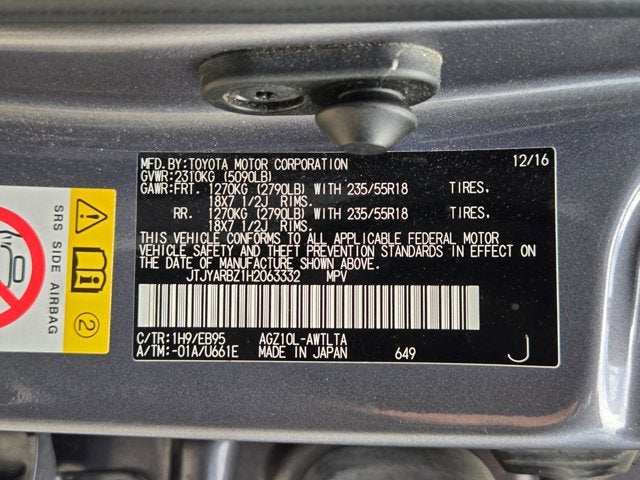 MFD.BY:TOYOTA MOTOR CORPORATION 12/16
GVWR:2310KG (5090LB)
GAWR:FRT. 1270KG (2790LB) WITH 235/55R18 TIRES.
18X7 1/2J RIMS.
RR. 1270KG (2790LB) WITH 235/55R18 TIRES.
18X7 1/2J RIMS.
THIS VEHICLE CONFORMS TO ALL APPLICABLE FEDERAL MOTOR
VEHICLE SAFETY AND THEFT PREVENTION STANDARDS IN EFFECT
ON THE DATE OF MANUFACTURE SHOWN ABOVE.
JTJYARBZ1H2063332 MPV
C/TR:1H9/EB95 AGZ10L-AWTLTA
A/TM:-01A/U661E MADE IN JAPAN 649 J
SRS SIDE AIRBAG
2